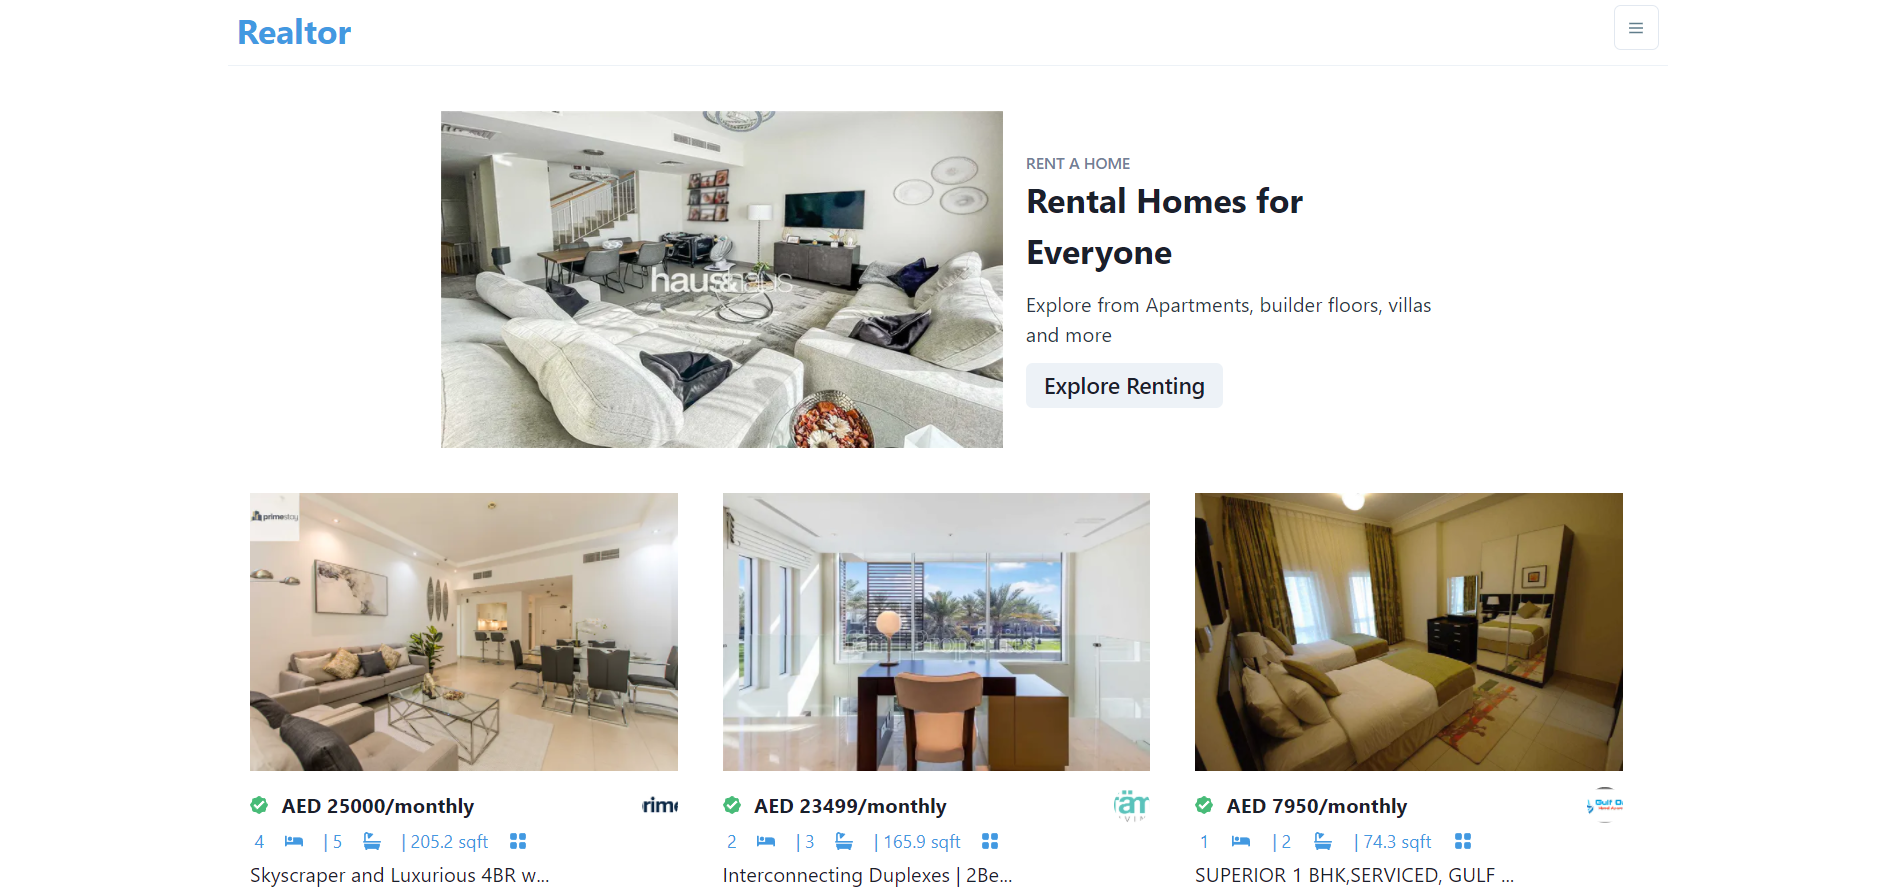 Realtor
haus&haus
RENT A HOME
Rental Homes for
Everyone
Explore from Apartments, builder floors, villas
and more
Explore Renting
primestay
AED 25000/monthly
rime
4 | 5 | 205.2 sqft
Skyscraper and Luxurious 4BR w...
AED 23499/monthly
2 | 3 | 165.9 sqft
Interconnecting Duplexes | 2Be...
AED 7950/monthly
Gulf
1 | 2 | 74.3 sqft
SUPERIOR 1 BHK,SERVICED, GULF ...